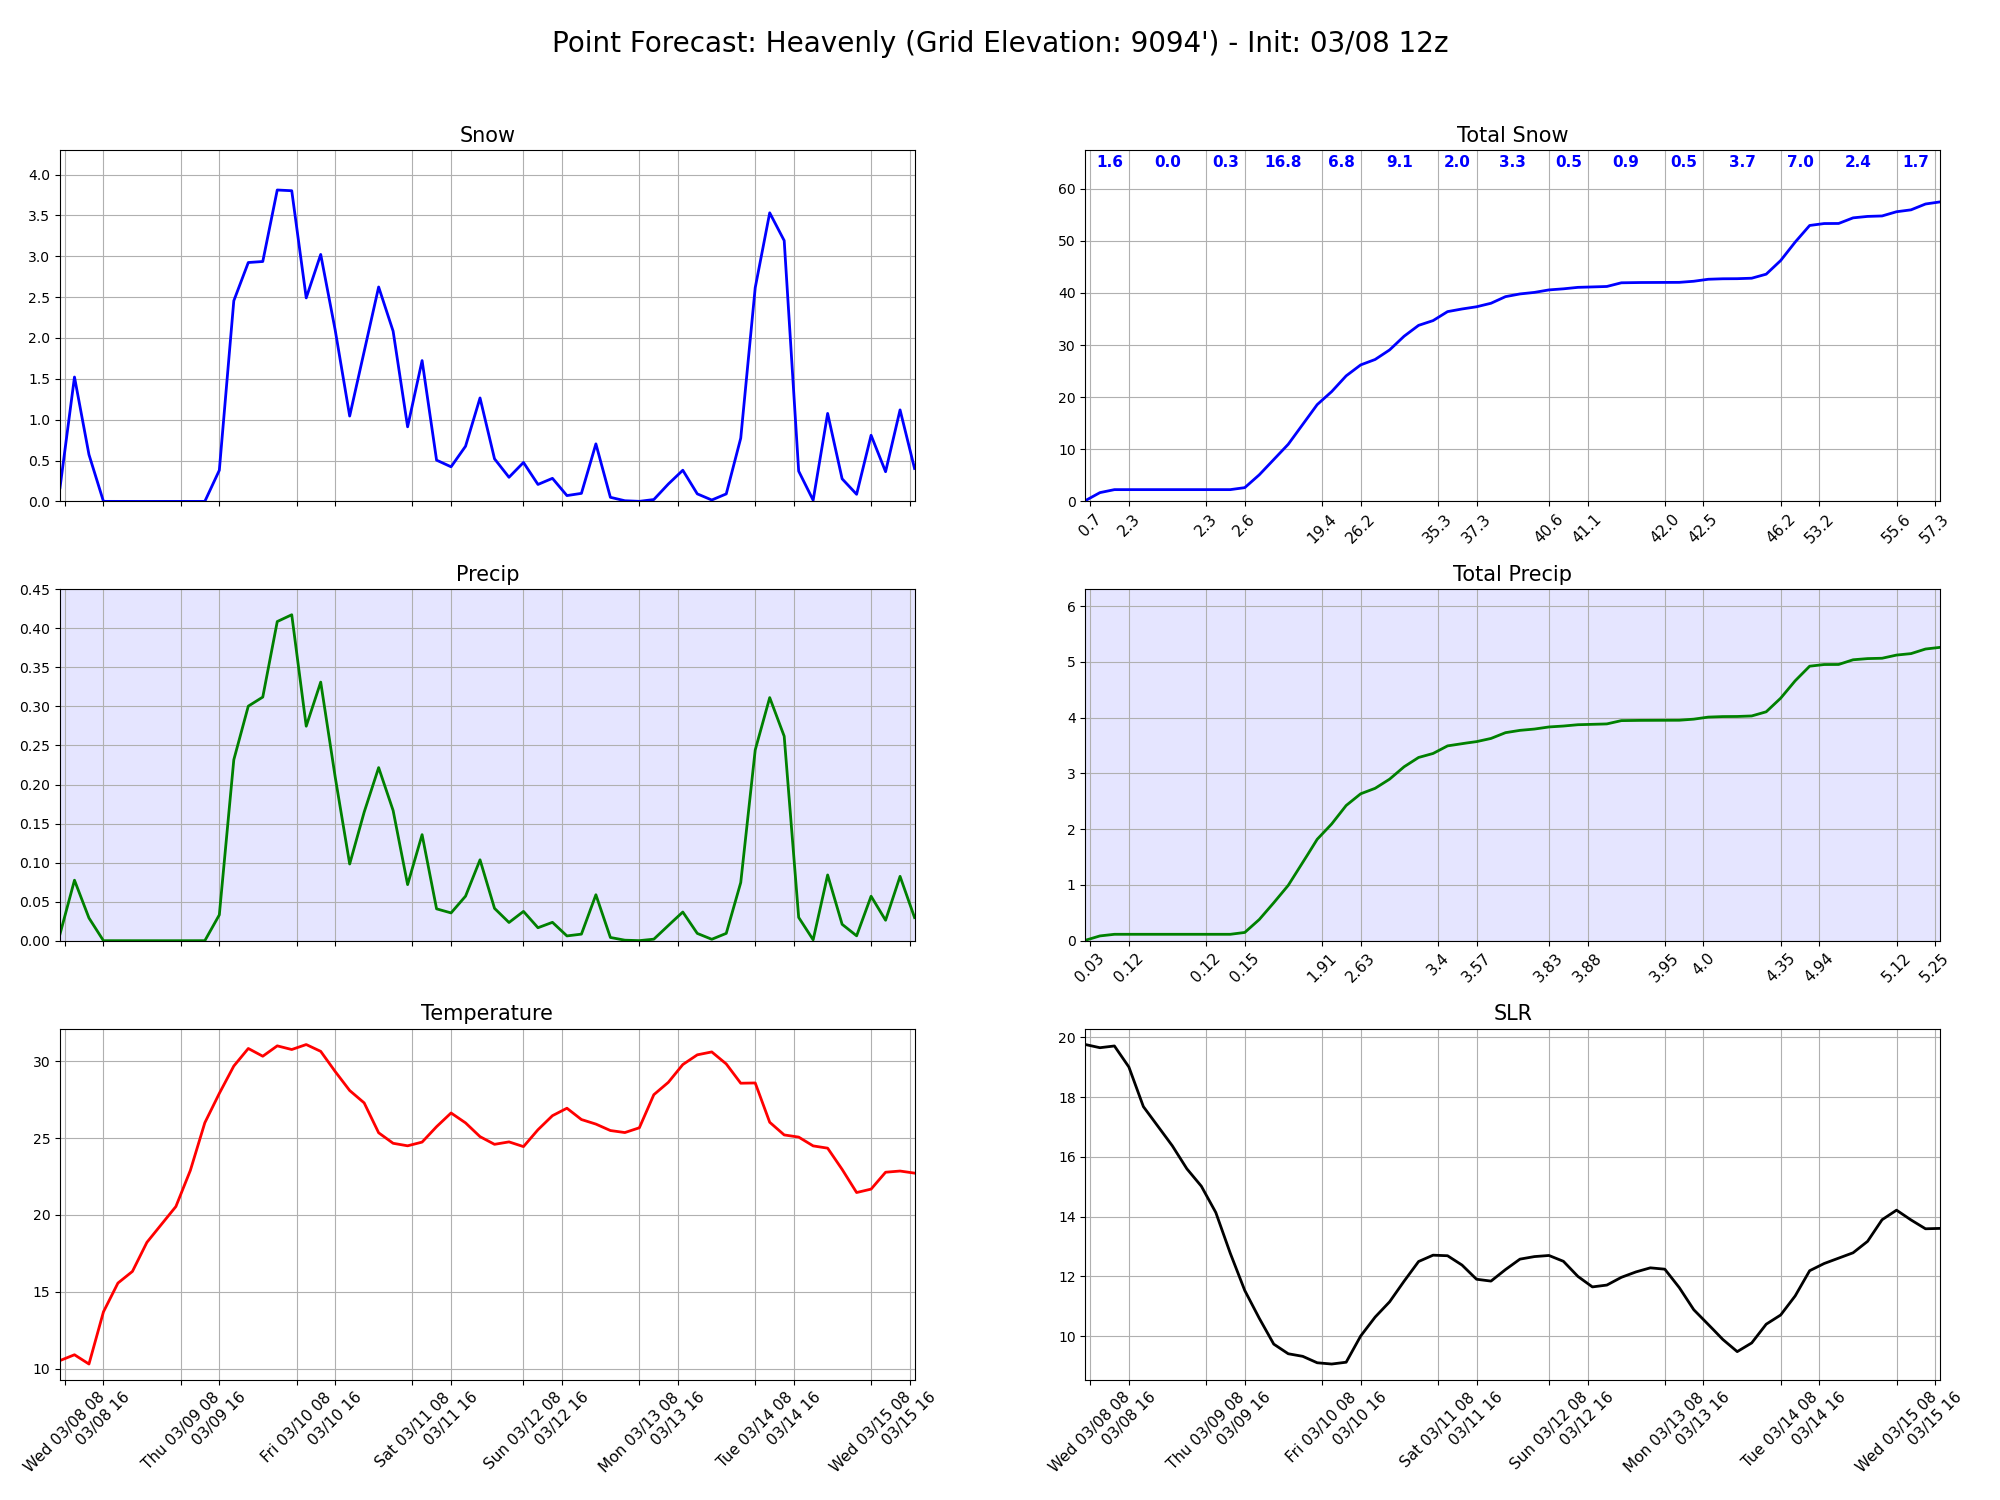 Point Forecast: Heavenly (Grid Elevation: 9094') - Init: 03/08 12z
Snow
4.0
3.5
3.0
2.5
2.0
1.5
1.0
0.5
0.0
Total Snow
1.6 0.0 0.3 16.8 6.8 9.1 2.0 3.3 0.5 0.9 0.5 3.7 7.0 2.4 1.7
60
50
40
30
20
10
0
0.7 2.3 2.3 2.6 19.4 26.2 35.3 37.3 40.6 41.1 42.0 42.5 46.2 53.2 55.6 57.3
Precip
0.45
0.40
0.35
0.30
0.25
0.20
0.15
0.10
0.05
0.00
Total Precip
6
5
4
3
2
1
0
0.03 0.12 0.12 0.15 1.91 2.63 3.4 3.57 3.83 3.88 3.95 4.0 4.35 4.94 5.12 5.25
Temperature
30
25
20
15
10
Wed 03/08 08
03/08 16
Thu 03/09 08
03/09 16
Fri 03/10 08
03/10 16
Sat 03/11 08
03/11 16
Sun 03/12 08
03/12 16
Mon 03/13 08
03/13 16
Tue 03/14 08
03/14 16
Wed 03/15 08
03/15 16
SLR
20
18
16
14
12
10
Wed 03/08 08
03/08 16
Thu 03/09 08
03/09 16
Fri 03/10 08
03/10 16
Sat 03/11 08
03/11 16
Sun 03/12 08
03/12 16
Mon 03/13 08
03/13 16
Tue 03/14 08
03/14 16
Wed 03/15 08
03/15 16